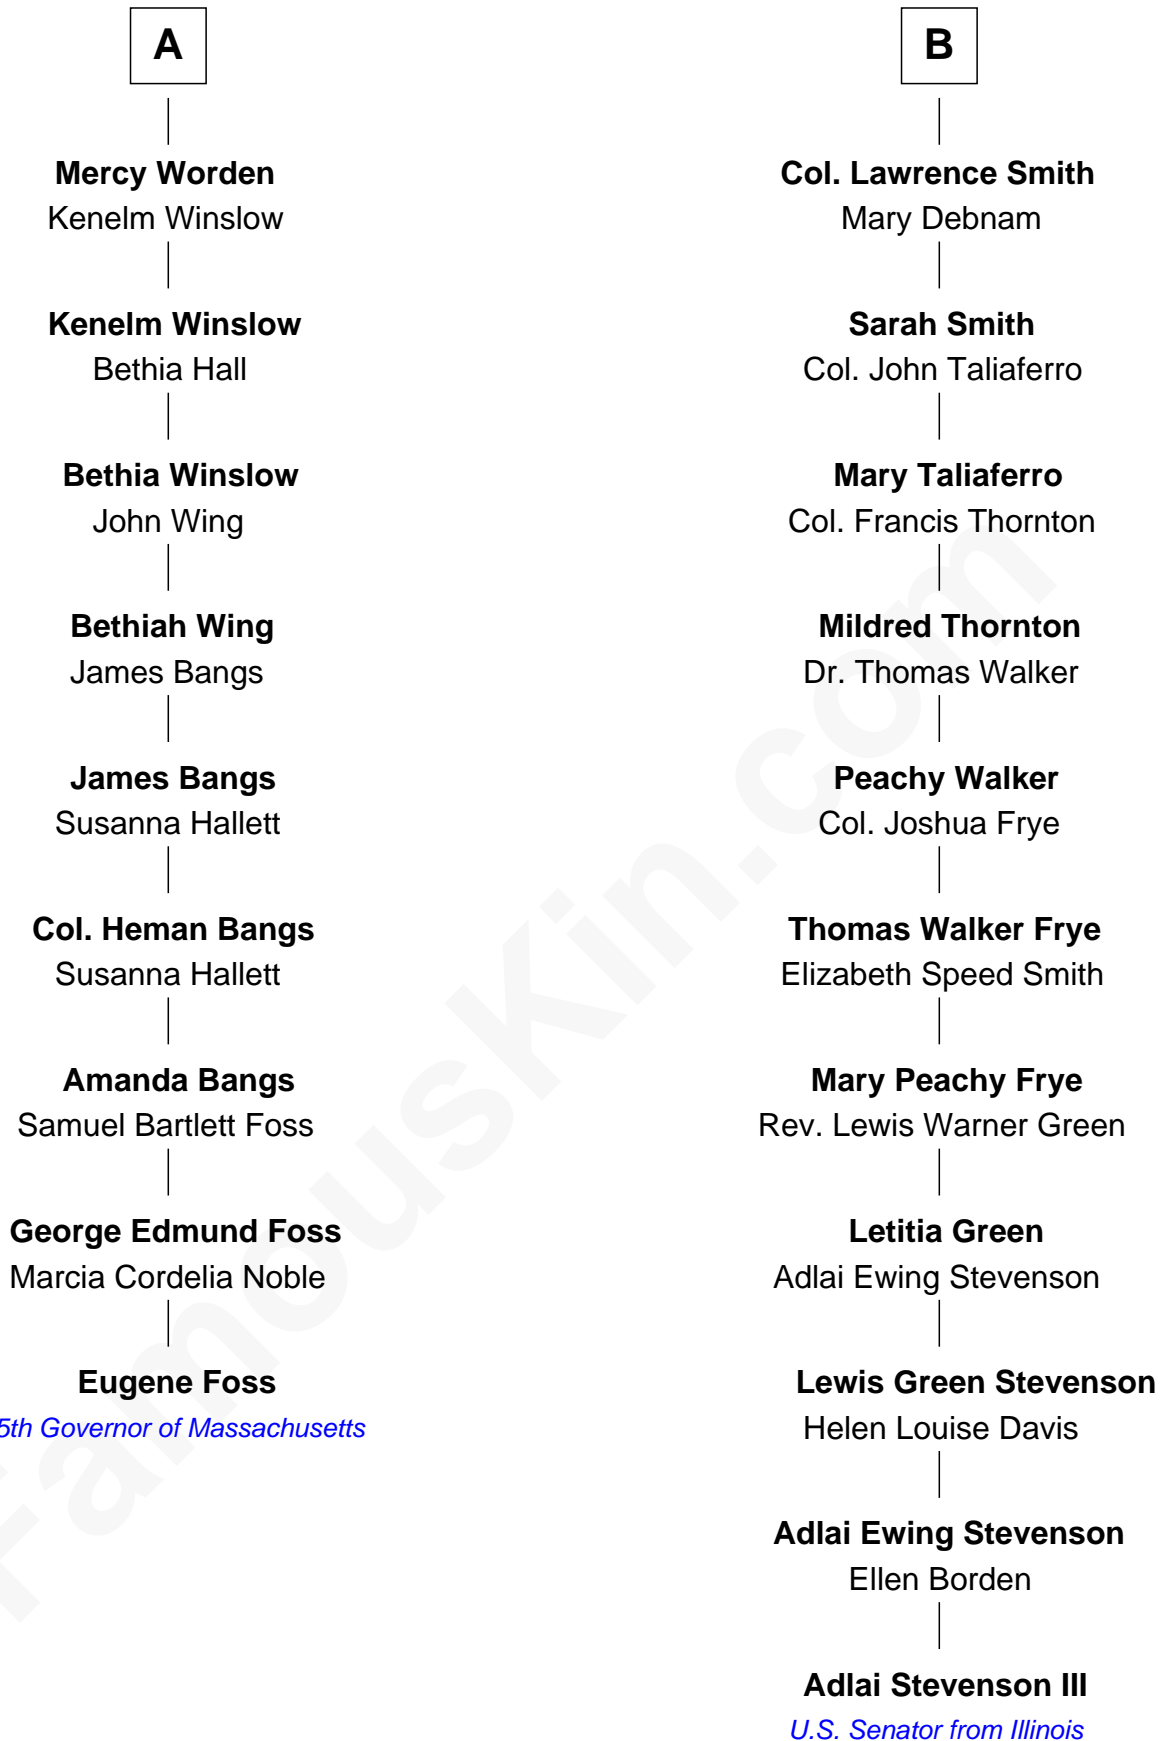 A
Mercy Worden
Kenelm Winslow
Kenelm Winslow
Bethia Hall
Bethia Winslow
John Wing
Bethiah Wing
James Bangs
James Bangs
Susanna Hallett
Col. Heman Bangs
Susanna Hallett
Amanda Bangs
Samuel Bartlett Foss
George Edmund Foss
Marcia Cordelia Noble
Eugene Foss
5th Governor of Massachusetts
B
Col. Lawrence Smith
Mary Debnam
Sarah Smith
Col. John Taliaferro
Mary Taliaferro
Col. Francis Thornton
Mildred Thornton
Dr. Thomas Walker
Peachy Walker
Col. Joshua Frye
Thomas Walker Frye
Elizabeth Speed Smith
Mary Peachy Frye
Rev. Lewis Warner Green
Letitia Green
Adlai Ewing Stevenson
Lewis Green Stevenson
Helen Louise Davis
Adlai Ewing Stevenson
Ellen Borden
Adlai Stevenson III
U.S. Senator from Illinois
FamousKin.com